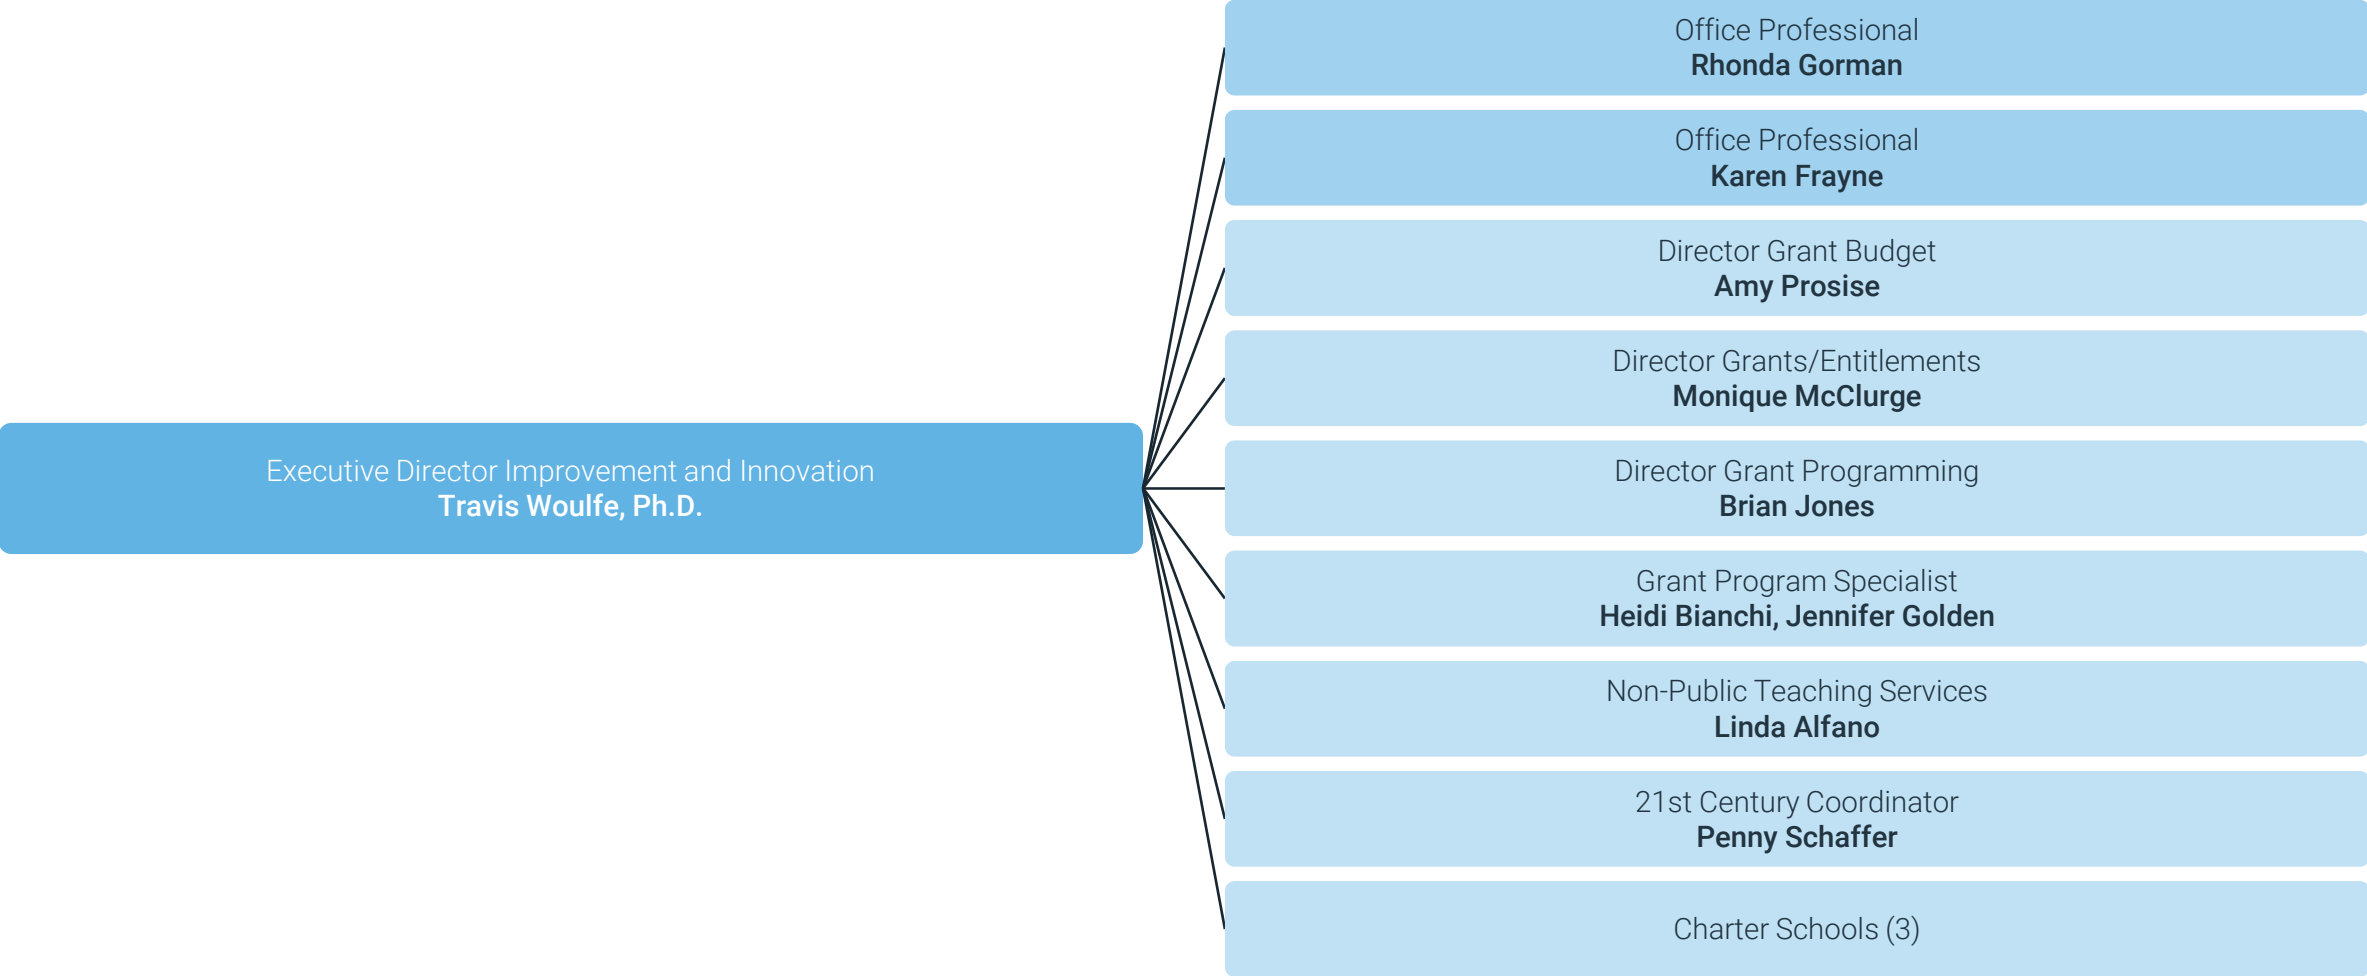 Executive Director Improvement and Innovation
Travis Woulfe, Ph.D.
Office Professional
Rhonda Gorman
Office Professional
Karen Frayne
Director Grant Budget
Amy Prosise
Director Grants/Entitlements
Monique McClurge
Director Grant Programming
Brian Jones
Grant Program Specialist
Heidi Bianchi, Jennifer Golden
Non-Public Teaching Services
Linda Alfano
21st Century Coordinator
Penny Schaffer
Charter Schools (3)